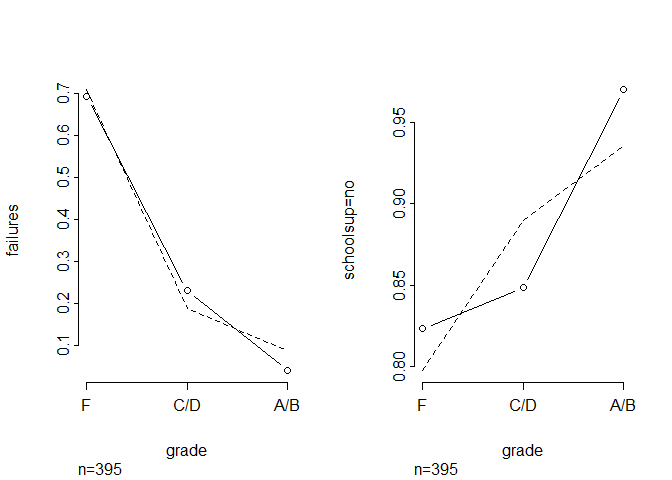 failures
0.7
0.6
0.5
0.4
0.3
0.2
0.1
F C/D A/B
grade
n=395
schoolsup=no
0.95
0.90
0.85
0.80
F C/D A/B
grade
n=395